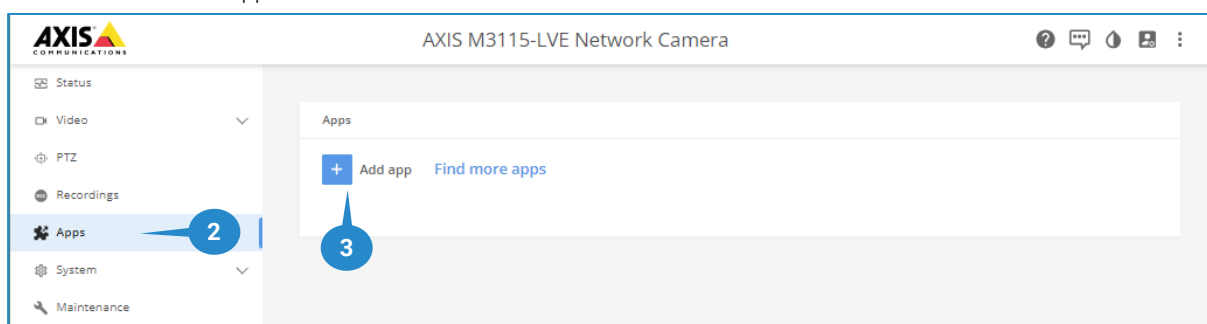 AXIS
COMMUNICATIONS
AXIS M3115-LVE Network Camera
Status
Video
PTZ
Recordings
Apps
System
Maintenance
Apps
+ Add app Find more apps
2
3